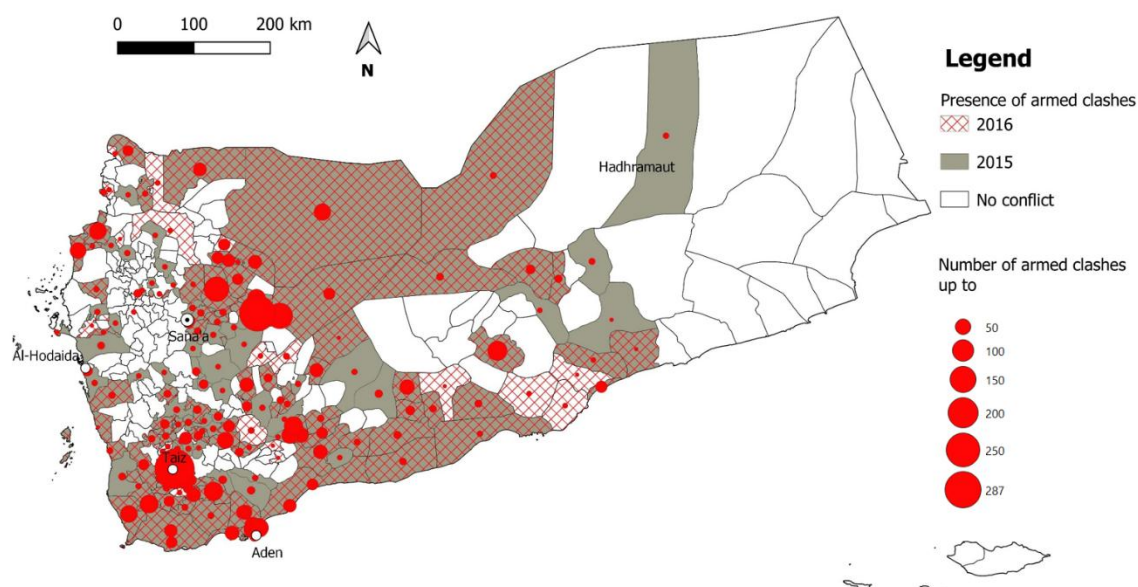 0 100 200 km
N
Legend
Presence of armed clashes
2016
2015
No conflict
Number of armed clashes
up to
50
100
150
200
250
287
Hadhramaut
Sana'a
Al-Hodaida
Taiz
Aden